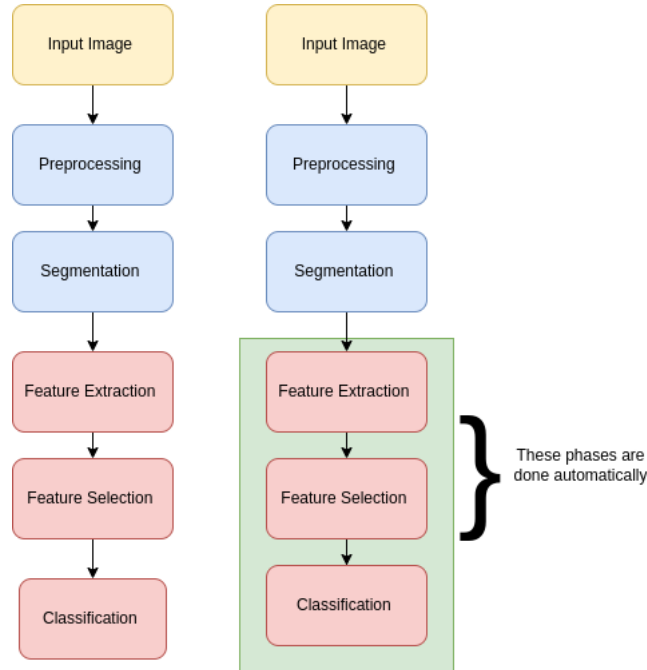 Input Image
Preprocessing
Segmentation
Feature Extraction
Feature Selection
Classification
Input Image
Preprocessing
Segmentation
Feature Extraction
Feature Selection
Classification
These phases are
done automatically